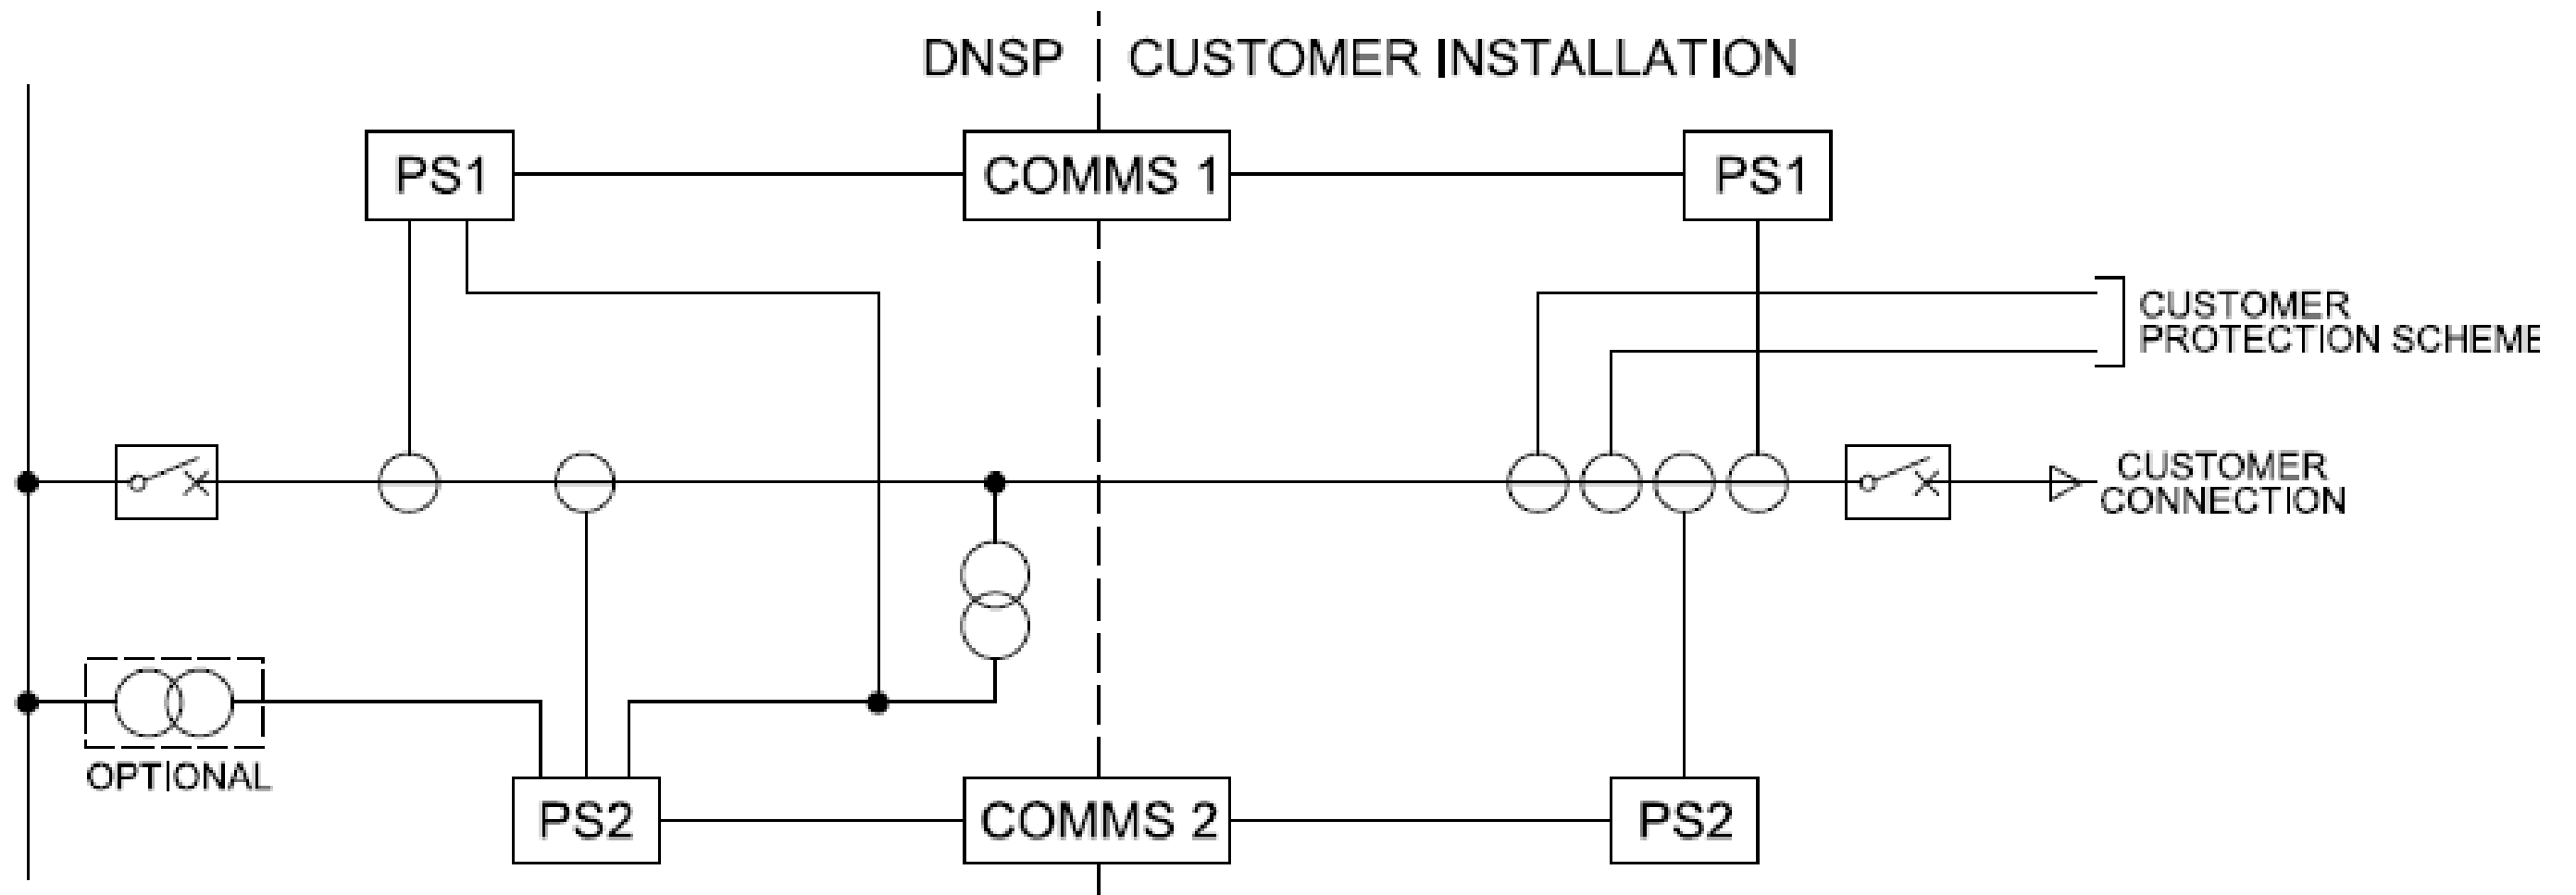 DNSP
CUSTOMER INSTALLATION
PS1
COMMS 1
PS1
CUSTOMER
PROTECTION SCHEME
CUSTOMER
CONNECTION
OPTIONAL
PS2
COMMS 2
PS2